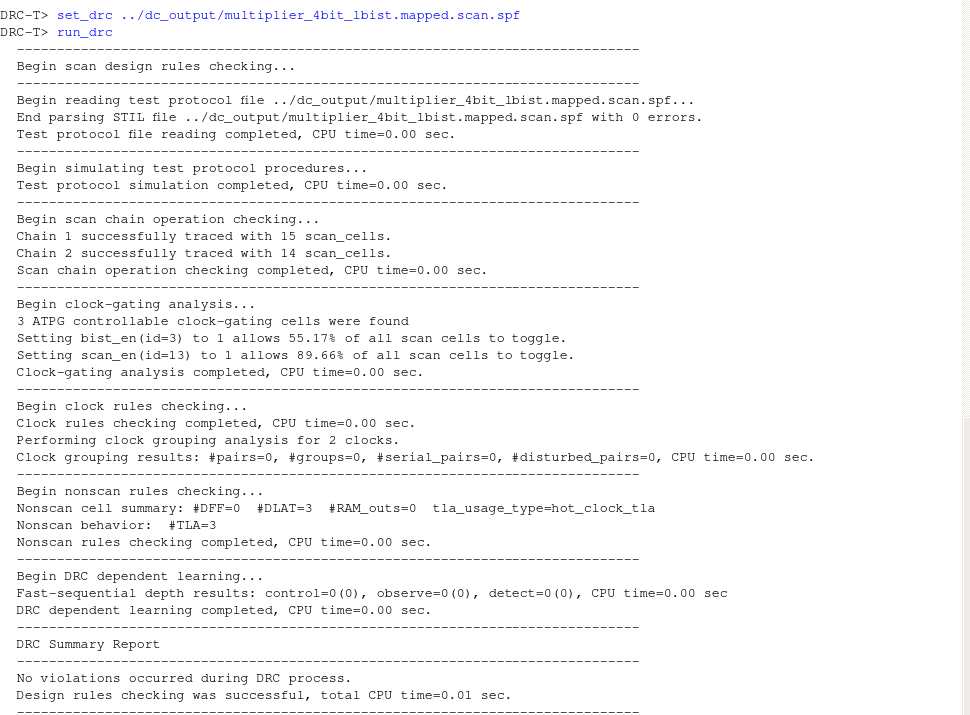 DRC-T> set_drc ../dc_output/multiplier_4bit_lbist.mapped.scan.spf
DRC-T> run_drc
------------------------------------------------------------------------------
Begin scan design rules checking...
------------------------------------------------------------------------------
Begin reading test protocol file ../dc_output/multiplier_4bit_lbist.mapped.scan.spf...
End parsing STIL file ../dc_output/multiplier_4bit_lbist.mapped.scan.spf with 0 errors.
Test protocol file reading completed, CPU time=0.00 sec.
------------------------------------------------------------------------------
Begin simulating test protocol procedures...
Test protocol simulation completed, CPU time=0.00 sec.
------------------------------------------------------------------------------
Begin scan chain operation checking...
Chain 1 successfully traced with 15 scan_cells.
Chain 2 successfully traced with 14 scan_cells.
Scan chain operation checking completed, CPU time=0.00 sec.
------------------------------------------------------------------------------
Begin clock-gating analysis...
3 ATPG controllable clock-gating cells were found
Setting bist_en(id=3) to 1 allows 55.17% of all scan cells to toggle.
Setting scan_en(id=13) to 1 allows 89.66% of all scan cells to toggle.
Clock-gating analysis completed, CPU time=0.00 sec.
------------------------------------------------------------------------------
Begin clock rules checking...
Clock rules checking completed, CPU time=0.00 sec.
Performing clock grouping analysis for 2 clocks.
Clock grouping results: #pairs=0, #groups=0, #serial_pairs=0, #disturbed_pairs=0, CPU time=0.00 sec.
------------------------------------------------------------------------------
Begin nonscan rules checking...
Nonscan cell summary: #DFF=0  #DLAT=3  #RAM_outs=0  tla_usage_type=hot_clock_tla
Nonscan behavior:  #TLA=3
Nonscan rules checking completed, CPU time=0.00 sec.
------------------------------------------------------------------------------
Begin DRC dependent learning...
Fast-sequential depth results: control=0(0), observe=0(0), detect=0(0), CPU time=0.00 sec
DRC dependent learning completed, CPU time=0.00 sec.
------------------------------------------------------------------------------
DRC Summary Report
------------------------------------------------------------------------------
No violations occurred during DRC process.
Design rules checking was successful, total CPU time=0.01 sec.
------------------------------------------------------------------------------